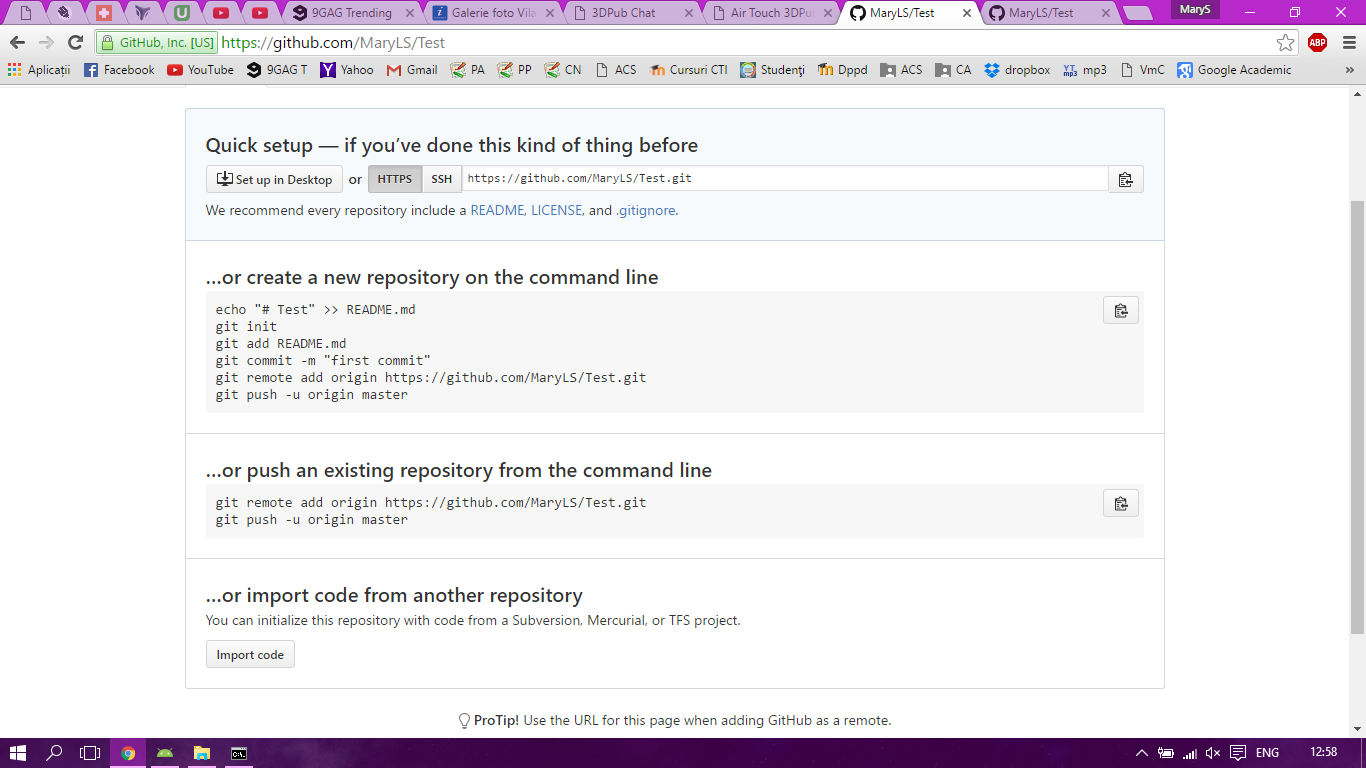 MaryS
9GAG Trending
Galerie foto Vila
3DPub Chat
Air Touch 3DPu
MaryLS/Test
MaryLS/Test
GitHub, Inc. [US] https://github.com/MaryLS/Test
ABP
Aplicații Facebook YouTube 9GAG T Yahoo Gmail PA PP CN ACS Cursuri CTI Studenți Dppd ACS CA dropbox mp3 VmC Google Academic »
Quick setup — if you’ve done this kind of thing before
Set up in Desktop or HTTPS SSH https://github.com/MaryLS/Test.git
We recommend every repository include a README, LICENSE, and .gitignore.
…or create a new repository on the command line
echo "# Test" >> README.md
git init
git add README.md
git commit -m "first commit"
git remote add origin https://github.com/MaryLS/Test.git
git push -u origin master
…or push an existing repository from the command line
git remote add origin https://github.com/MaryLS/Test.git
git push -u origin master
…or import code from another repository
You can initialize this repository with code from a Subversion, Mercurial, or TFS project.
Import code
ProTip! Use the URL for this page when adding GitHub as a remote.
ENG 12:58